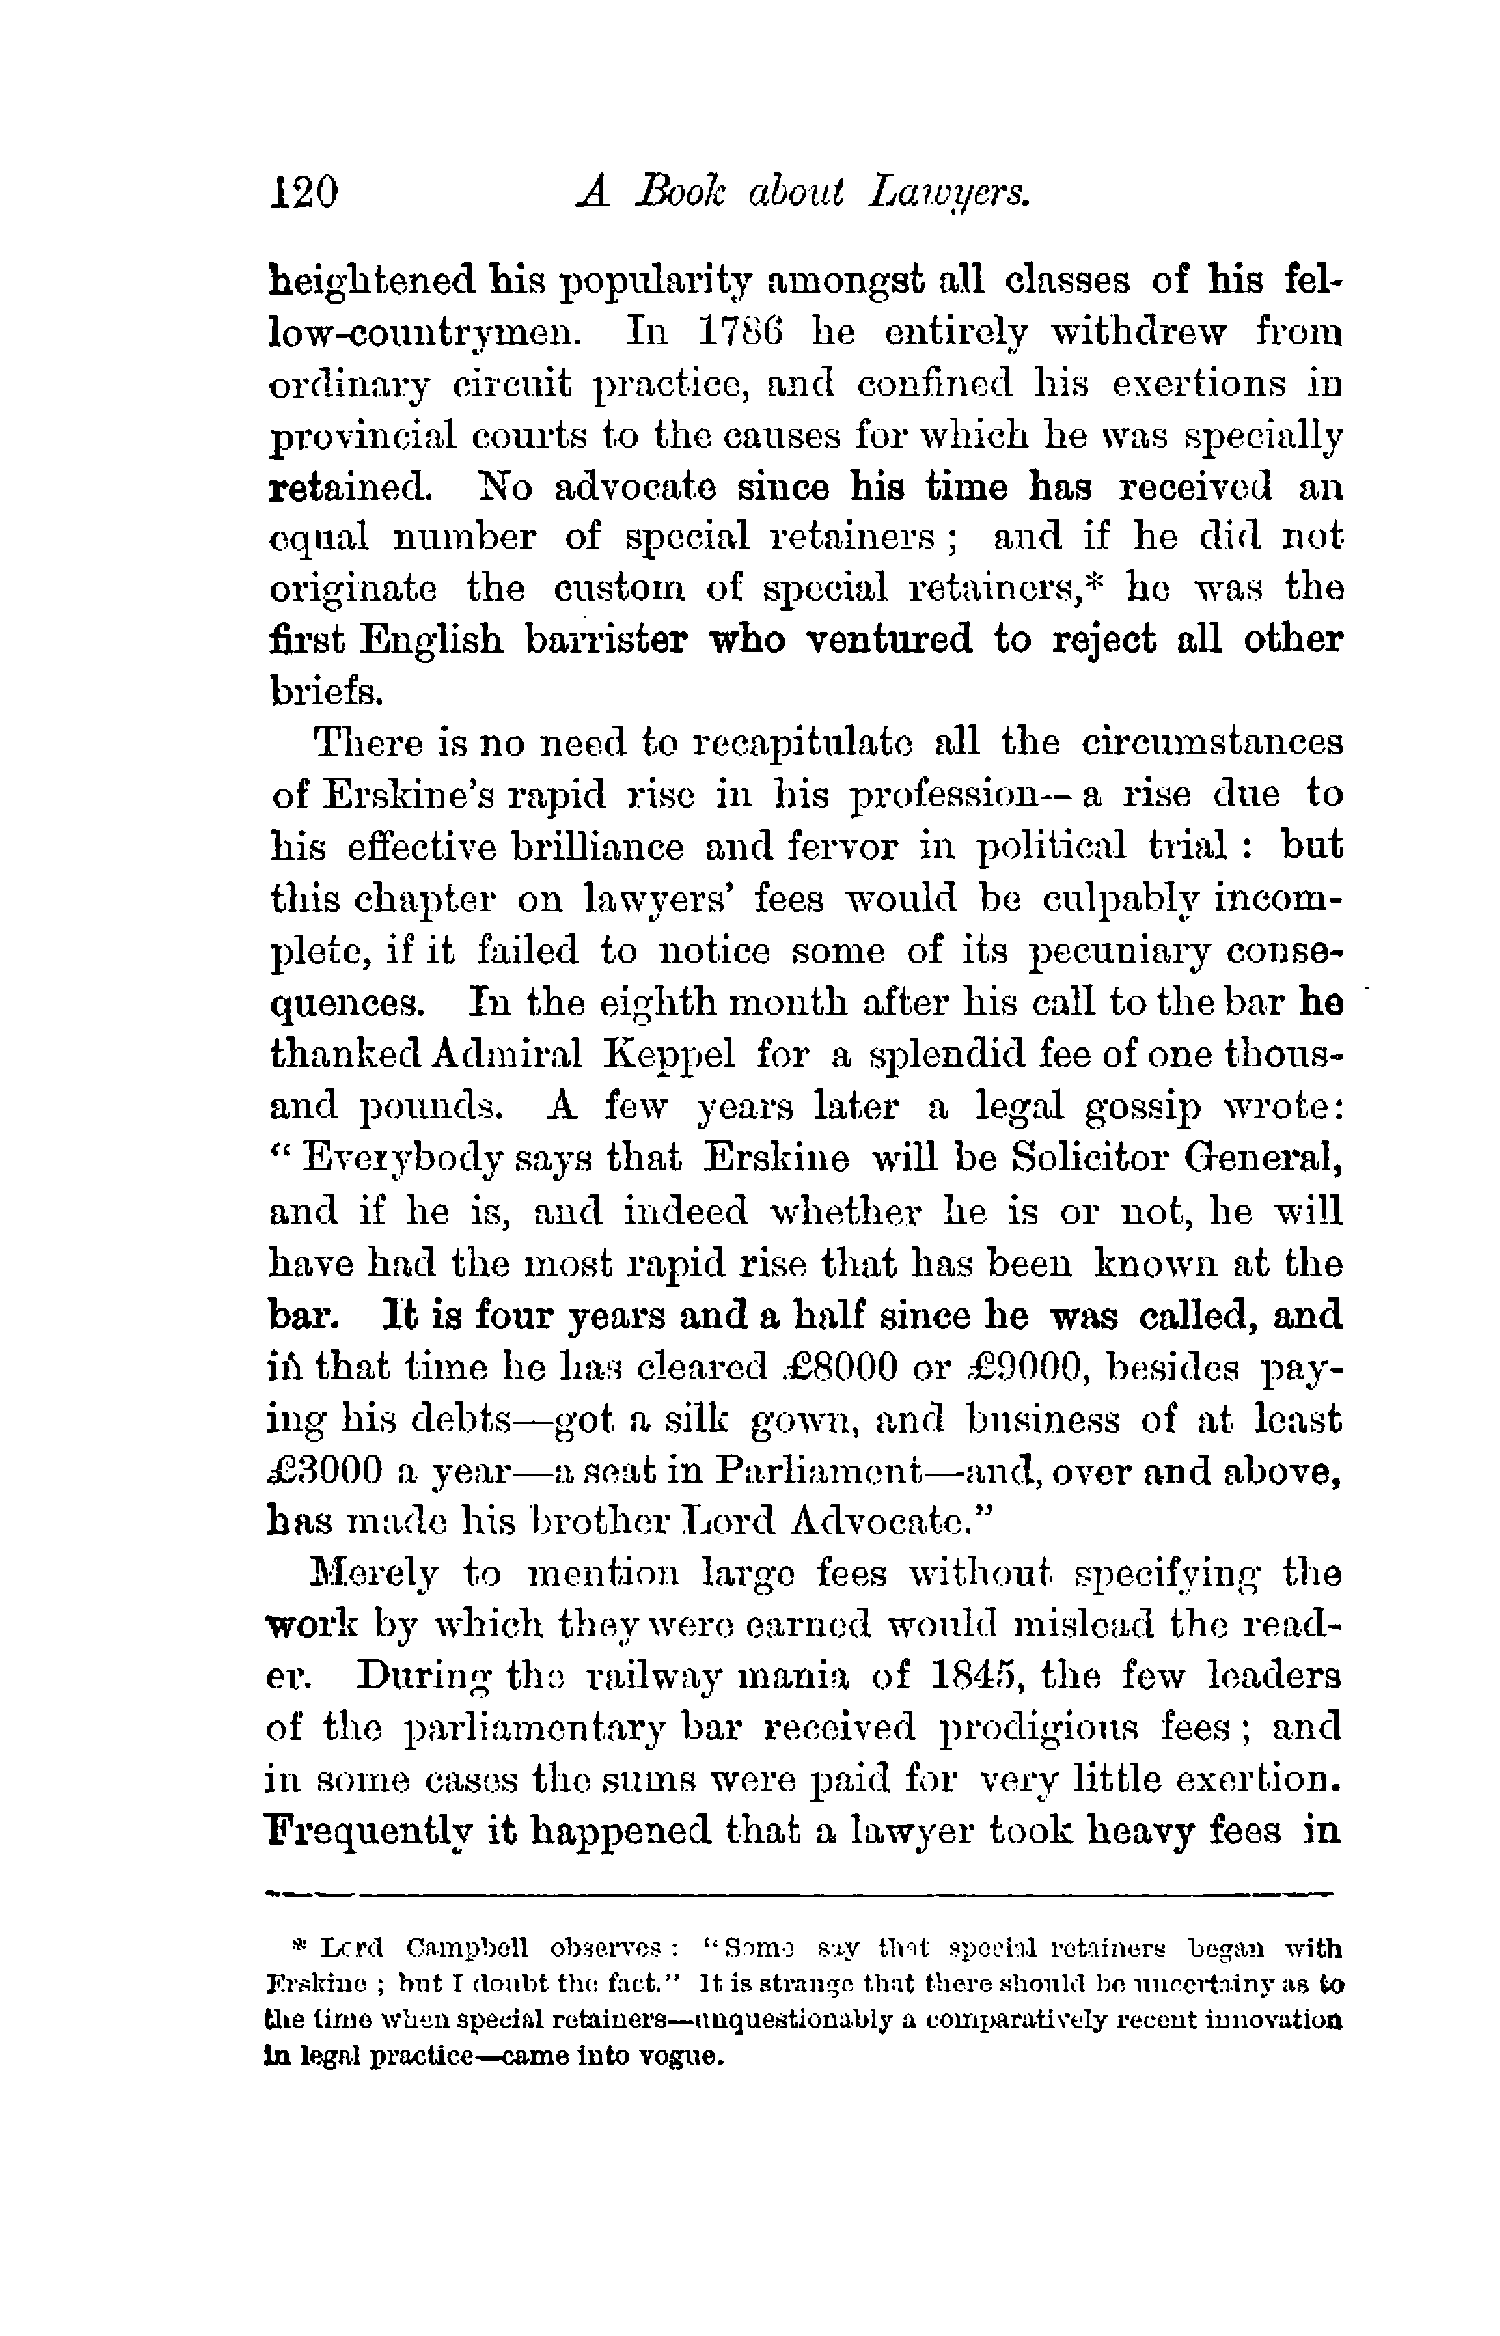 120 A Book about Lawyers.
heightened his popularity amongst all classes of his fel-
low-countrymen. In 1786 he entirely withdrew from
ordinary circuit practice, and confined his exertions in
provincial courts to the causes for which he was specially
retained. No advocate since his time has received an
equal number of special retainers ; and if he did not
originate the custom of special retainers,* he was the
first English barrister who ventured to reject all other
briefs.
There is no need to recapitulate all the circumstances
of Erskine's rapid rise in his profession-- a rise due to
his effective brilliance and fervor in political trial : but
this chapter on lawyers' fees would be culpably incom-
plete, if it failed to notice some of its pecuniary conse-
quences. In the eighth month after his call to the bar he
thanked Admiral Keppel for a splendid fee of one thous-
and pounds. A few years later a legal gossip wrote:
" Everybody says that Erskine will be Solicitor General,
and if he is, and indeed whether he is or not, he will
have had the most rapid rise that has been known at the
bar. It is four years and a half since he was called, and
in that time he has cleared £8000 or £9000, besides pay-
ing his debts—got a silk gown, and business of at least
£3000 a year—a seat in Parliament—and, over and above,
has made his brother Lord Advocate."
Merely to mention large fees without specifying the
work by which they were earned would mislead the read-
er. During the railway mania of 1845, the few leaders
of the parliamentary bar received prodigious fees ; and
in some cases the sums were paid for very little exertion.
Frequently it happened that a lawyer took heavy fees in
* Lord Campbell observes : "Some say that special retainers began with
Erskine ; but I doubt the fact." It is strange that there should be uncertainy as to
the time when special retainers—unquestionably a comparatively recent innovation
in legal practice—came into vogue.